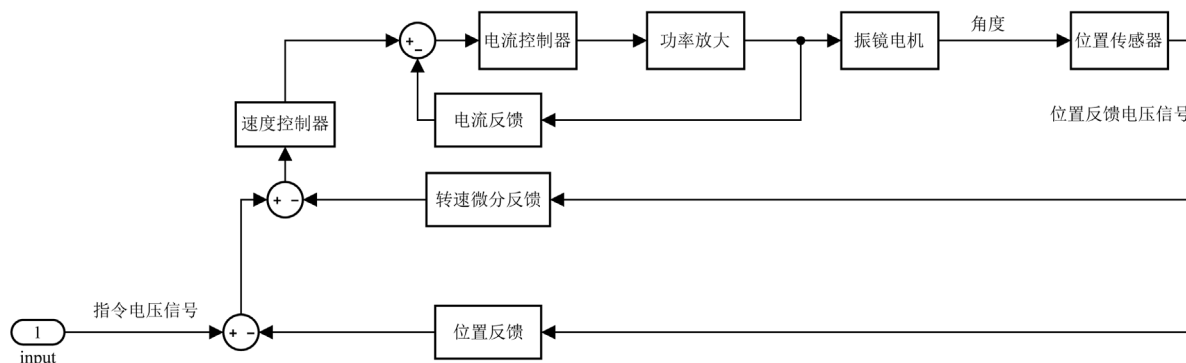 电流控制器
功率放大
振镜电机
角度
位置传感器
速度控制器
电流反馈
位置反馈电压信号
转速微分反馈
指令电压信号
1
input
位置反馈